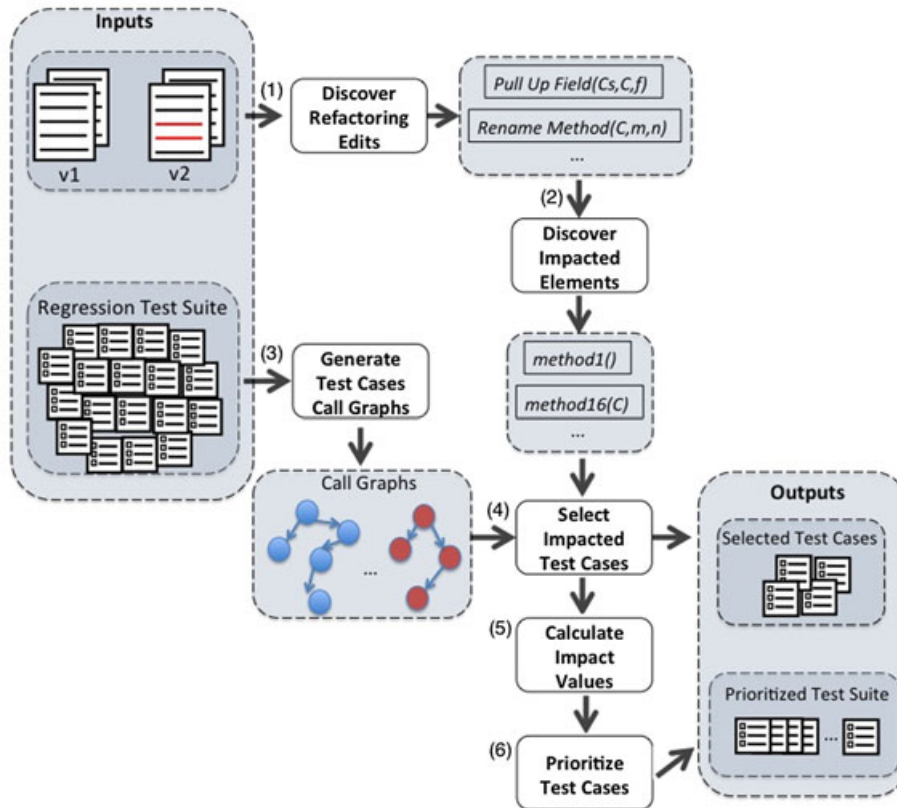 Inputs
v1
v2
(1)
Discover
Refactoring
Edits
Pull Up Field(Cs,C,f)
Rename Method(C,m,n)
...
(2)
Discover
Impacted
Elements
Regression Test Suite
(3)
Generate
Test Cases
Call Graphs
method1()
method16(C)
...
Call Graphs
...
(4)
Select
Impacted
Test Cases
Outputs
Selected Test Cases
(5)
Calculate
Impact
Values
Prioritized Test Suite
...
(6)
Prioritize
Test Cases